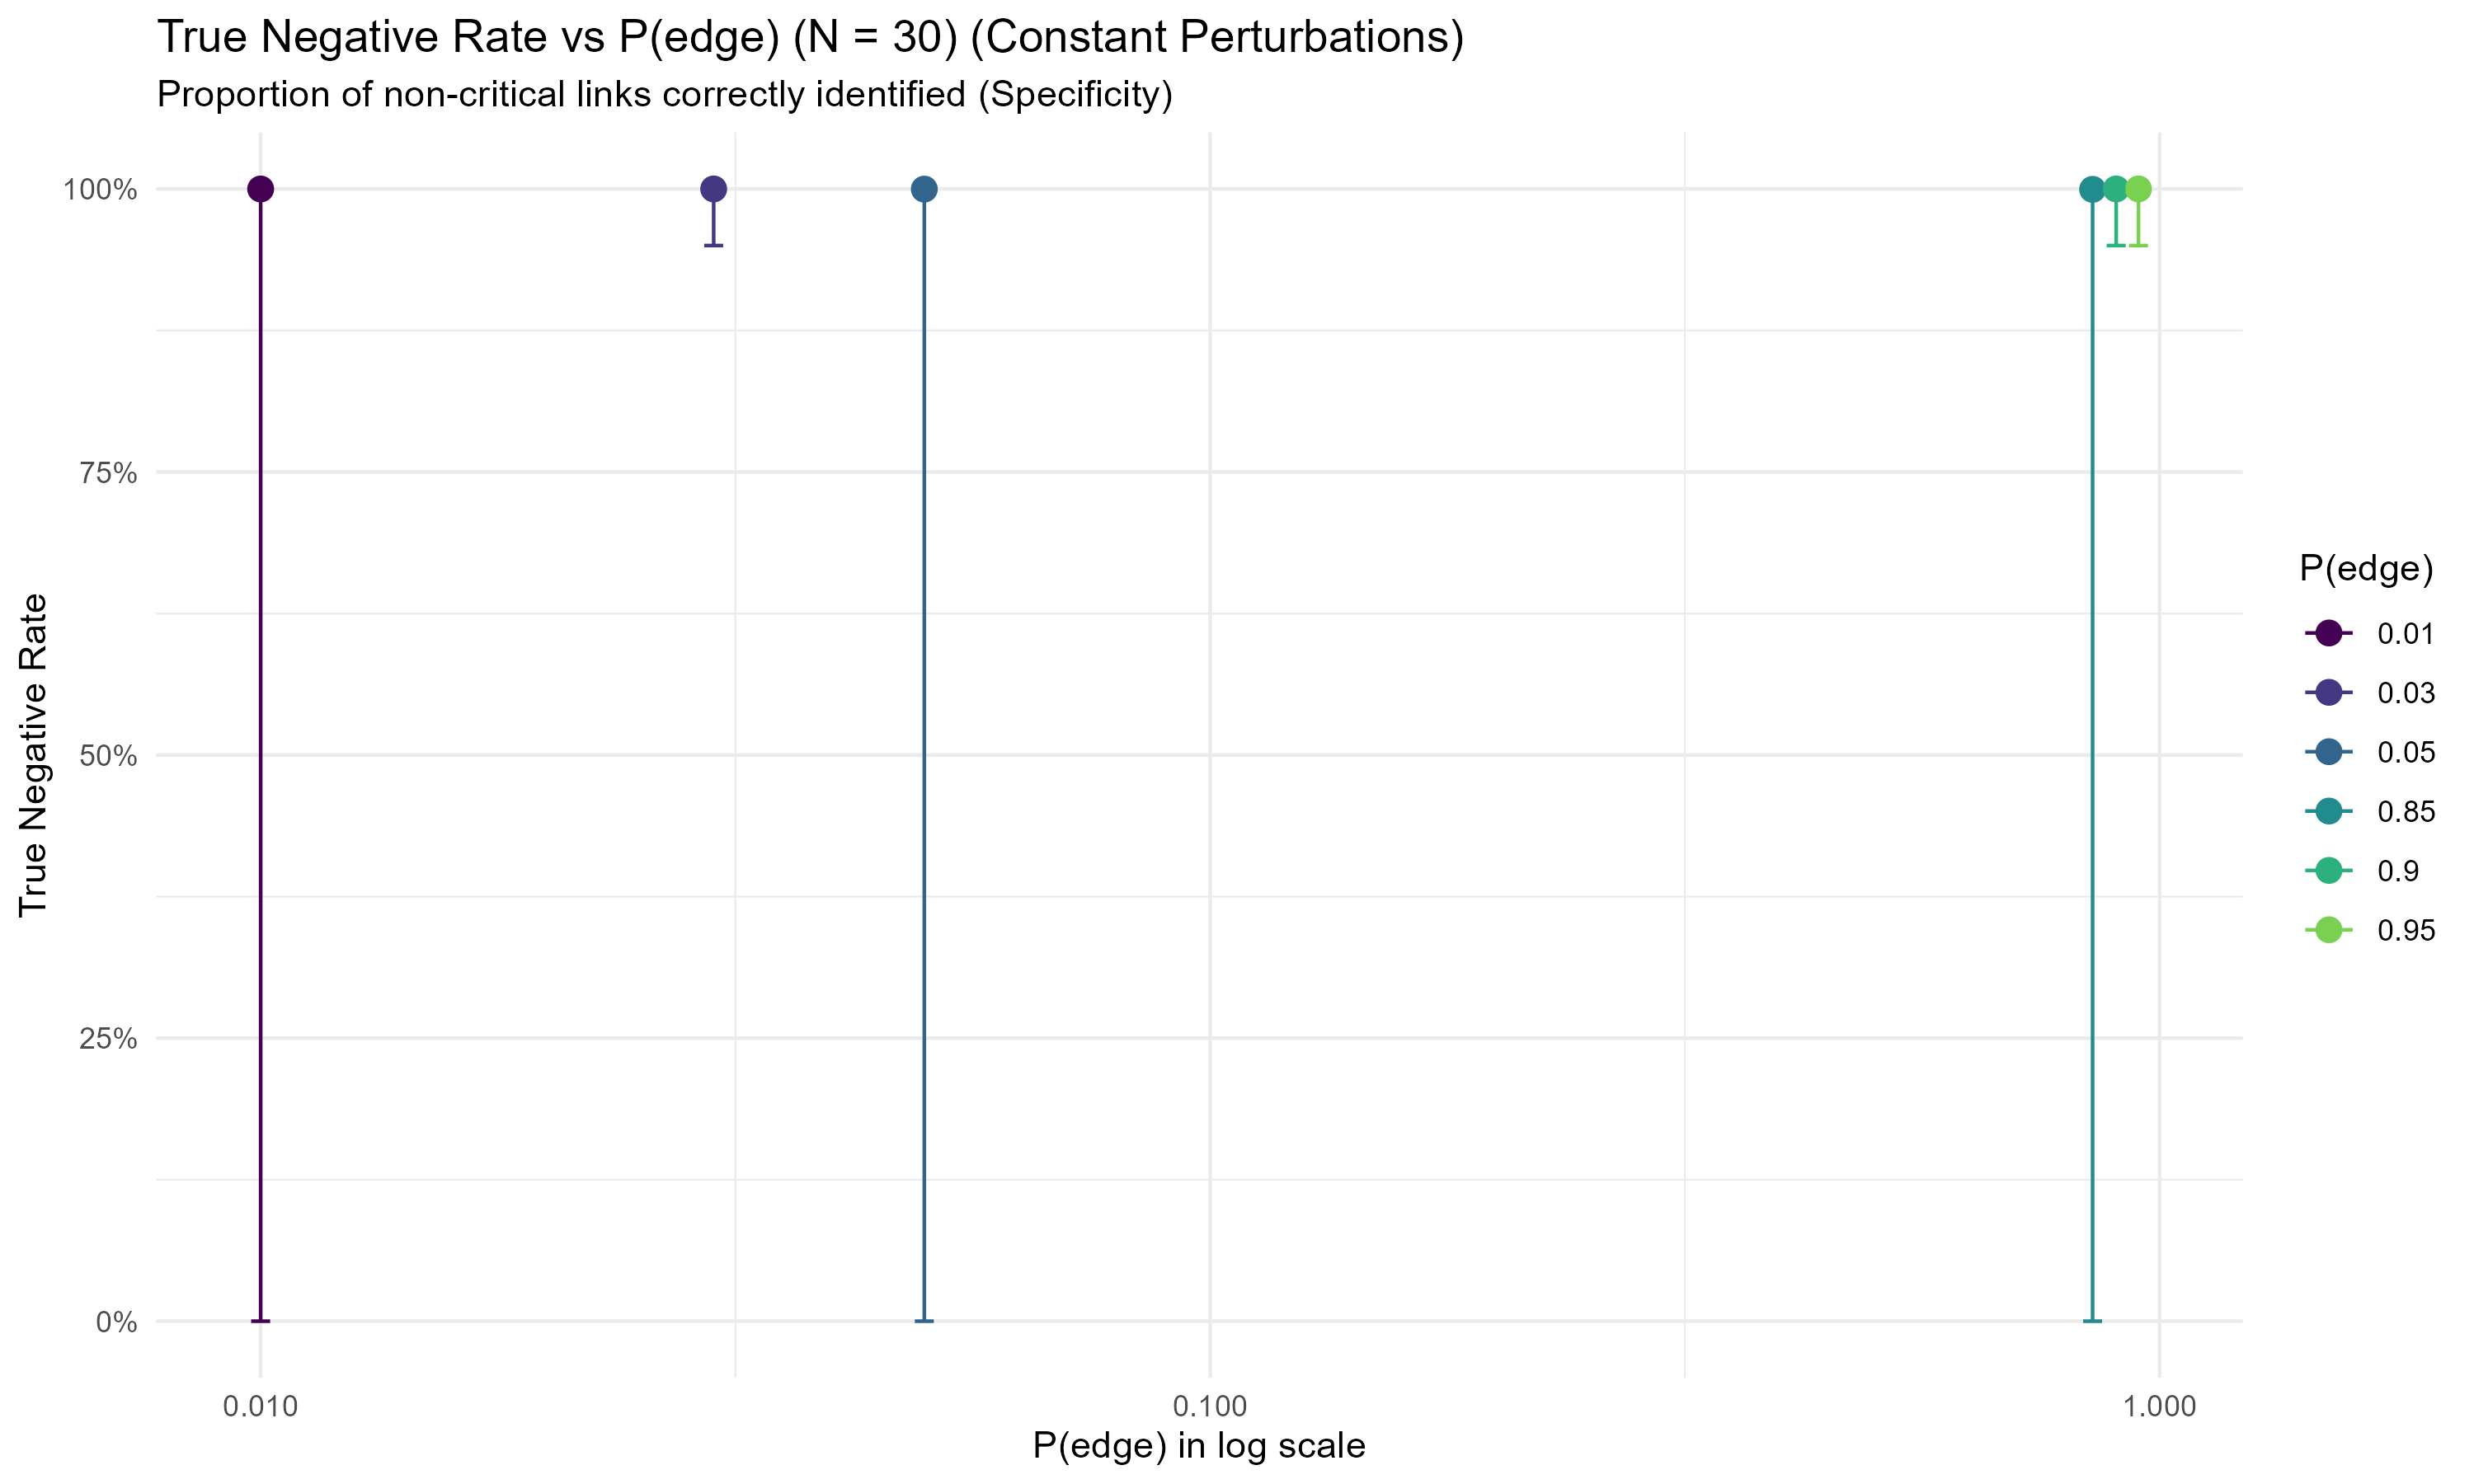 True Negative Rate vs P(edge) (N = 30) (Constant Perturbations)
Proportion of non-critical links correctly identified (Specificity)
True Negative Rate
100%
75%
50%
25%
0%
0.010
0.100
1.000
P(edge) in log scale
P(edge)
0.01
0.03
0.05
0.85
0.9
0.95